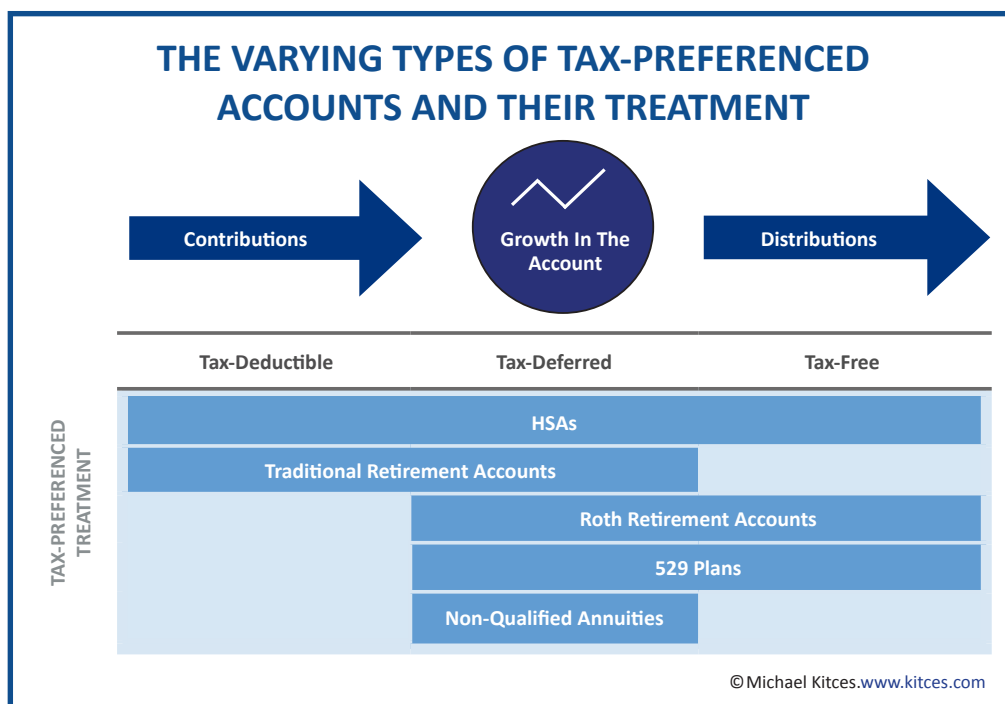 THE VARYING TYPES OF TAX-PREFERENCED
ACCOUNTS AND THEIR TREATMENT
Contributions
Growth In The
Account
Distributions
Tax-Deductible
Tax-Deferred
Tax-Free
TAX-PREFERENCED
TREATMENT
HSAs
Traditional Retirement Accounts
Roth Retirement Accounts
529 Plans
Non-Qualified Annuities
© Michael Kitces.www.kitces.com